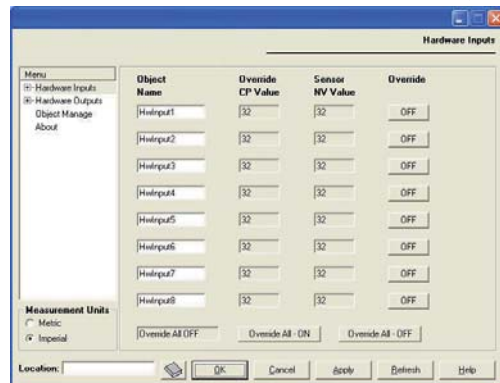 Hardware Inputs
Menu
Hardware Inputs
Hardware Outputs
Object Manage
About
Object Name
Override CP Value
Sensor NV Value
Override
HwInput1 32 32 OFF
HwInput2 32 32 OFF
HwInput3 32 32 OFF
HwInput4 32 32 OFF
HwInput5 32 32 OFF
HwInput6 32 32 OFF
HwInput7 32 32 OFF
HwInput8 32 32 OFF
Measurement Units
Metric
Imperial
Override All OFF
Override All - ON
Override All - OFF
Location:
OK
Cancel
Apply
Refresh
Help